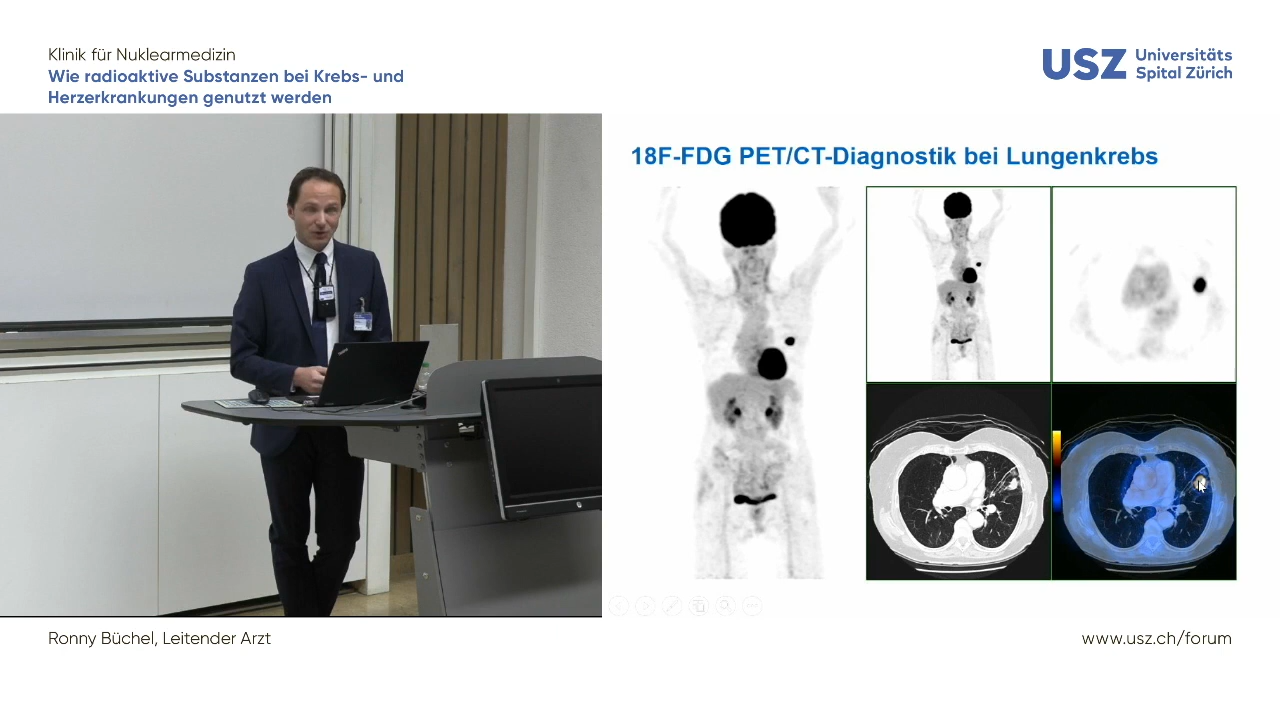 Klinik für Nuklearmedizin
Wie radioaktive Substanzen bei Krebs- und
Herzerkrankungen genutzt werden
USZ Universitäts
Spital Zürich
18F-FDG PET/CT-Diagnostik bei Lungenkrebs
Ronny Büchel, Leitender Arzt
www.usz.ch/forum